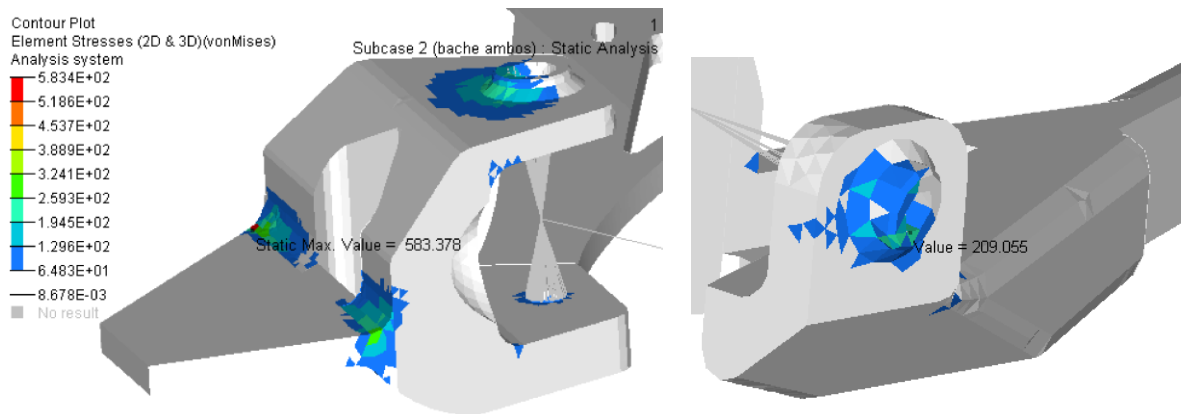 Contour Plot
Element Stresses (2D & 3D)(vonMises)
Analysis system
5.834E+02
5.186E+02
4.537E+02
3.889E+02
3.241E+02
2.593E+02
1.945E+02
1.296E+02
6.483E+01
8.678E-03
No result
1
Subcase 2 (bache ambos) : Static Analysis
Static Max. Value = 583.378
Value = 209.055